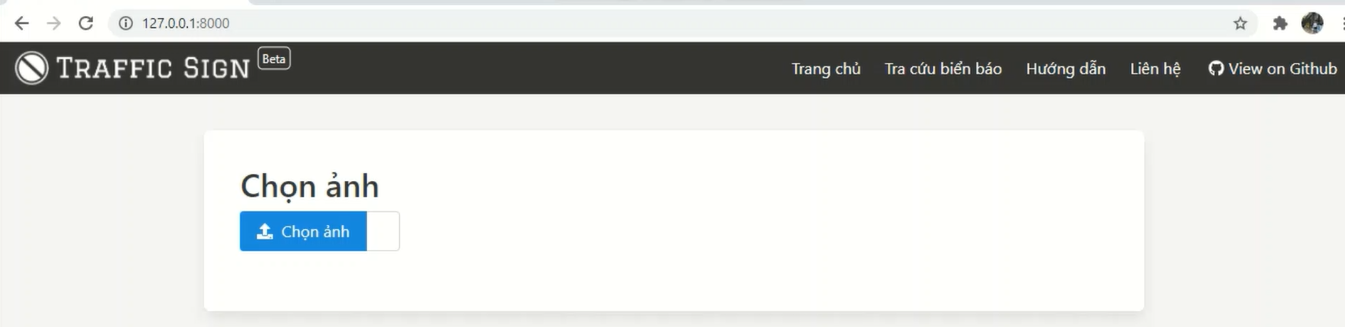 127.0.0.1:8000
Traffic Sign Beta Trang chủ Tra cứu biển báo Hướng dẫn Liên hệ View on Github
Chọn ảnh
Chọn ảnh